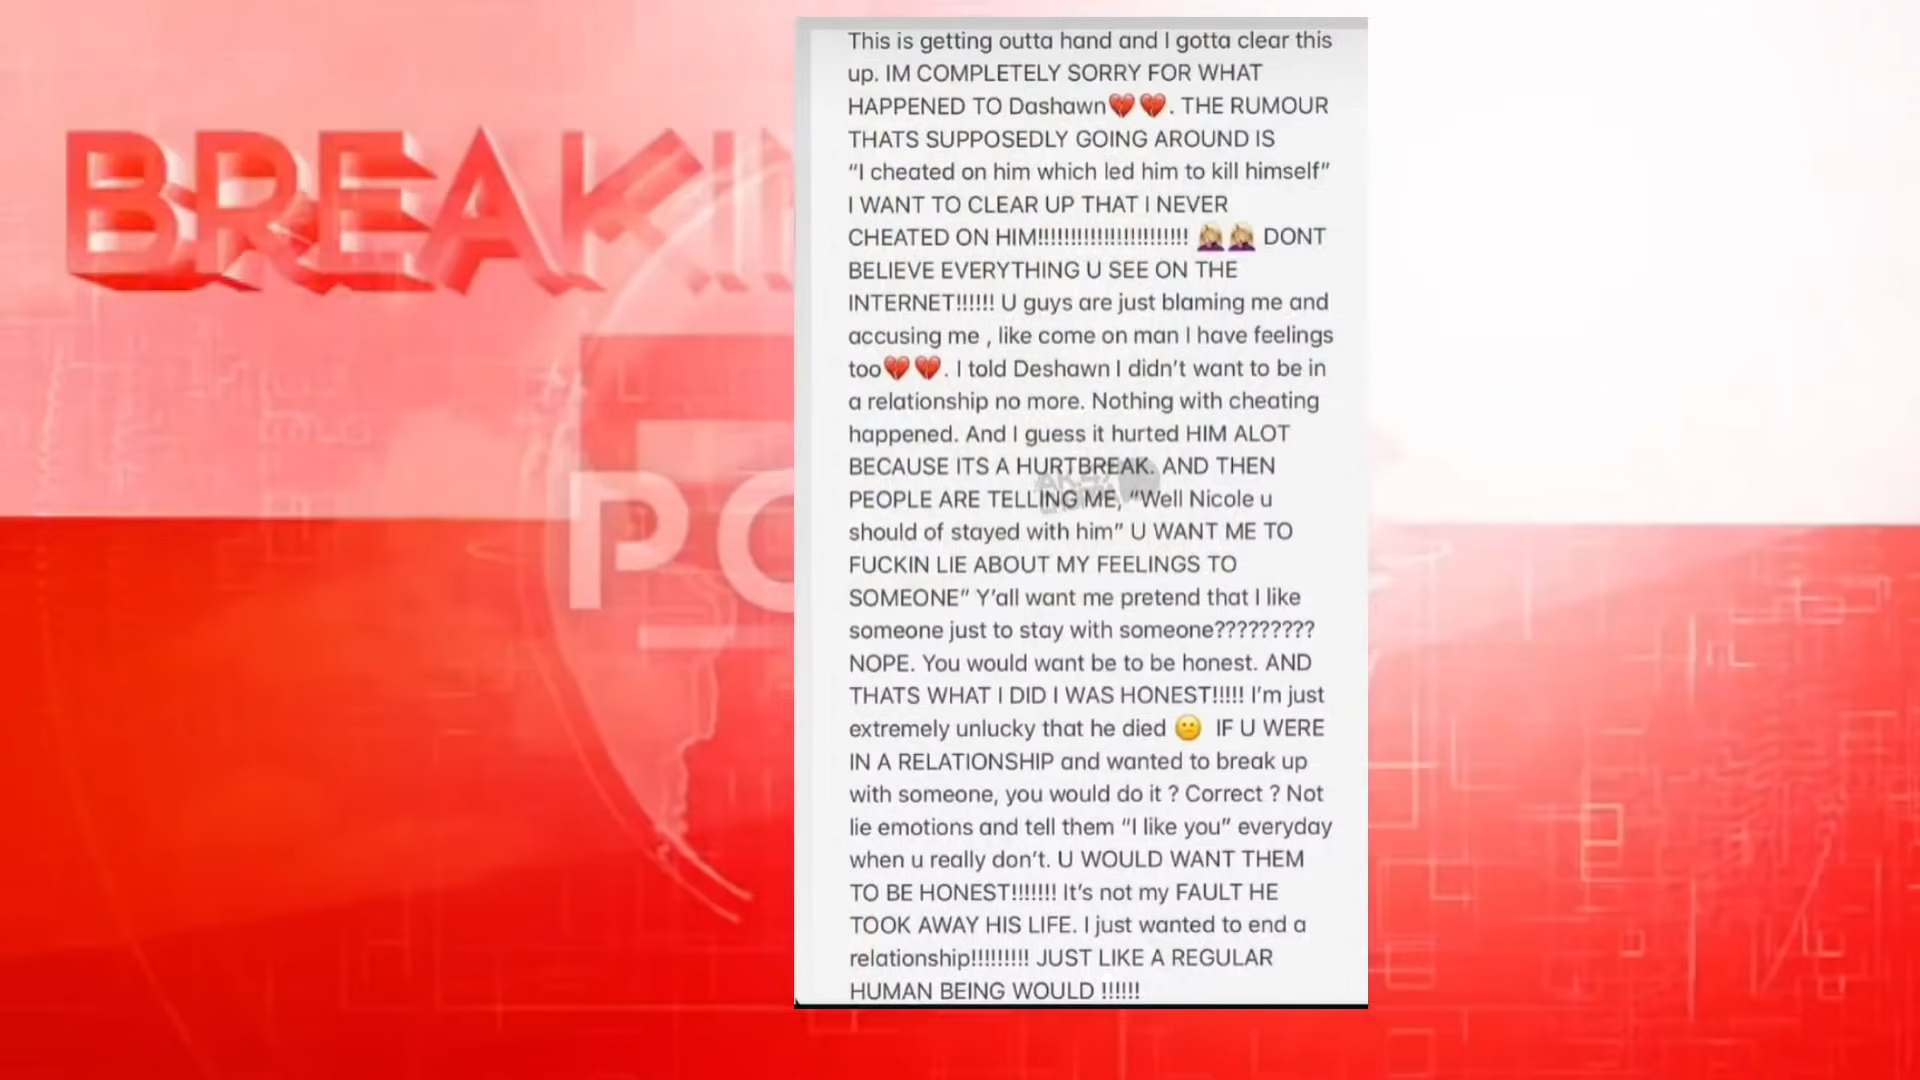 BREAKI
PO
This is getting outta hand and I gotta clear this
up. IM COMPLETELY SORRY FOR WHAT
HAPPENED TO Dashawn💔💔. THE RUMOUR
THATS SUPPOSEDLY GOING AROUND IS
“I cheated on him which led him to kill himself”
I WANT TO CLEAR UP THAT I NEVER
CHEATED ON HIM!!!!!!!!!!!!!!!!!!!!!!! 🤦🏼‍♀️🤦🏼‍♀️ DONT
BELIEVE EVERYTHING U SEE ON THE
INTERNET!!!!!! U guys are just blaming me and
accusing me , like come on man I have feelings
too💔💔. I told Deshawn I didn’t want to be in
a relationship no more. Nothing with cheating
happened. And I guess it hurted HIM ALOT
BECAUSE ITS A HURTBREAK. AND THEN
PEOPLE ARE TELLING ME, “Well Nicole u
should of stayed with him” U WANT ME TO
FUCKIN LIE ABOUT MY FEELINGS TO
SOMEONE” Y’all want me pretend that I like
someone just to stay with someone?????????
NOPE. You would want be to be honest. AND
THATS WHAT I DID I WAS HONEST!!!!! I’m just
extremely unlucky that he died 😕 IF U WERE
IN A RELATIONSHIP and wanted to break up
with someone, you would do it ? Correct ? Not
lie emotions and tell them “I like you” everyday
when u really don’t. U WOULD WANT THEM
TO BE HONEST!!!!!!! It’s not my FAULT HE
TOOK AWAY HIS LIFE. I just wanted to end a
relationship!!!!!!!!! JUST LIKE A REGULAR
HUMAN BEING WOULD !!!!!!